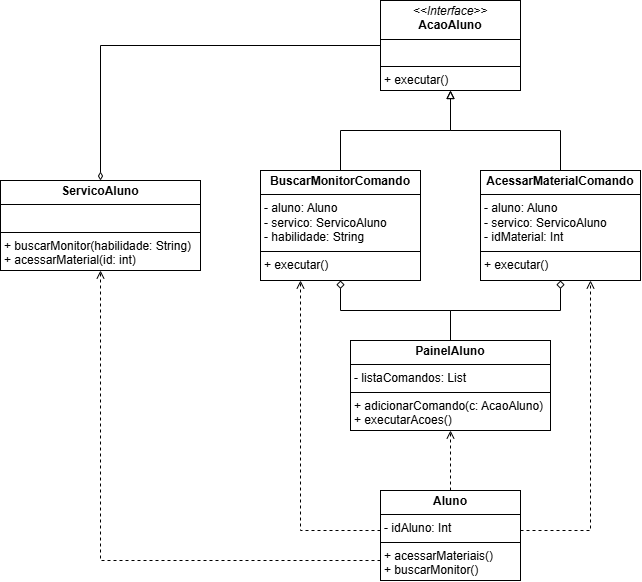 <<Interface>>
AcaoAluno
+ executar()
ServicoAluno
+ buscarMonitor(habilidade: String)
+ acessarMaterial(id: int)
BuscarMonitorComando
- aluno: Aluno
- servico: ServicoAluno
- habilidade: String
+ executar()
AcessarMaterialComando
- aluno: Aluno
- servico: ServicoAluno
- idMaterial: Int
+ executar()
PainelAluno
- listaComandos: List
+ adicionarComando(c: AcaoAluno)
+ executarAcoes()
Aluno
- idAluno: Int
+ acessarMateriais()
+ buscarMonitor()